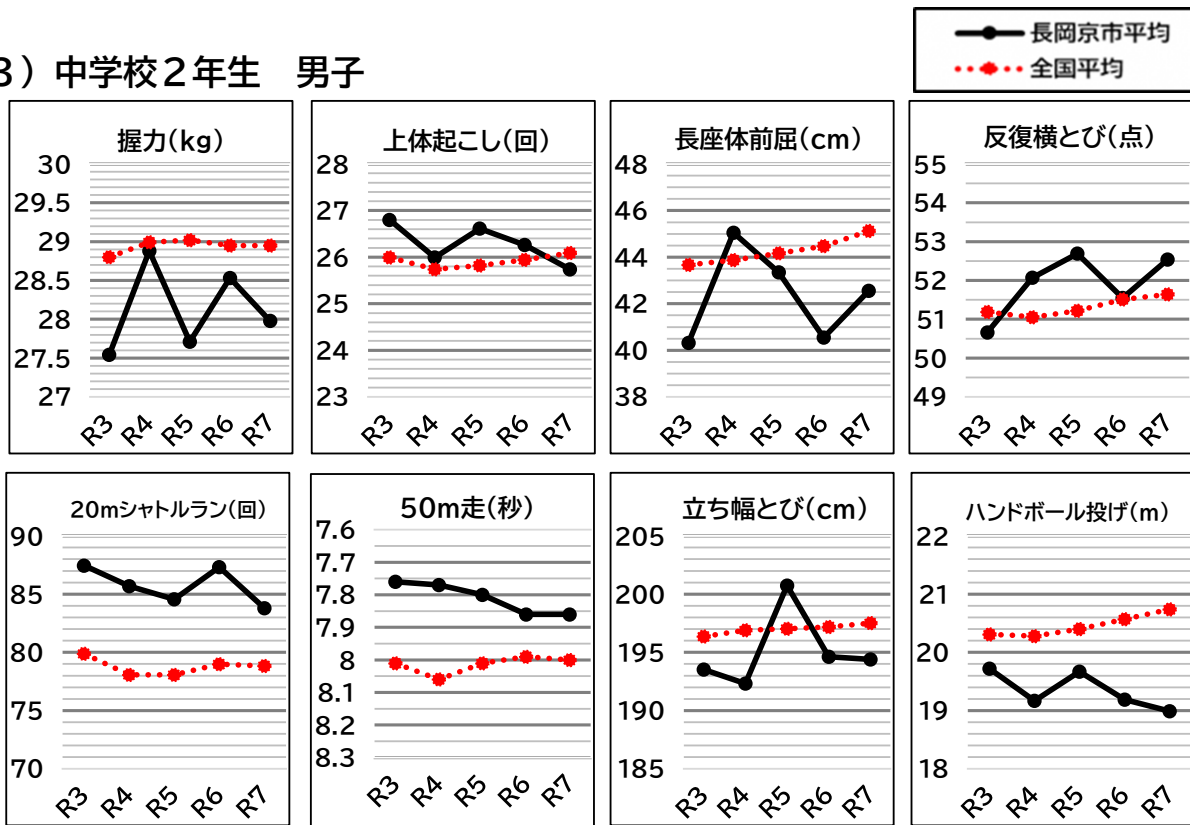 長岡京市平均
全国平均
3）中学校２年生　男子
握力(kg)
30
29.5
29
28.5
28
27.5
27
R3 R4 R5 R6 R7
上体起こし(回)
28
27
26
25
24
23
R3 R4 R5 R6 R7
長座体前屈(cm)
48
46
44
42
40
38
R3 R4 R5 R6 R7
反復横とび(点)
55
54
53
52
51
50
49
R3 R4 R5 R6 R7
20mシャトルラン(回)
90
85
80
75
70
R3 R4 R5 R6 R7
50m走(秒)
7.6
7.7
7.8
7.9
8
8.1
8.2
8.3
R3 R4 R5 R6 R7
立ち幅とび(cm)
205
200
195
190
185
R3 R4 R5 R6 R7
ハンドボール投げ(m)
22
21
20
19
18
R3 R4 R5 R6 R7